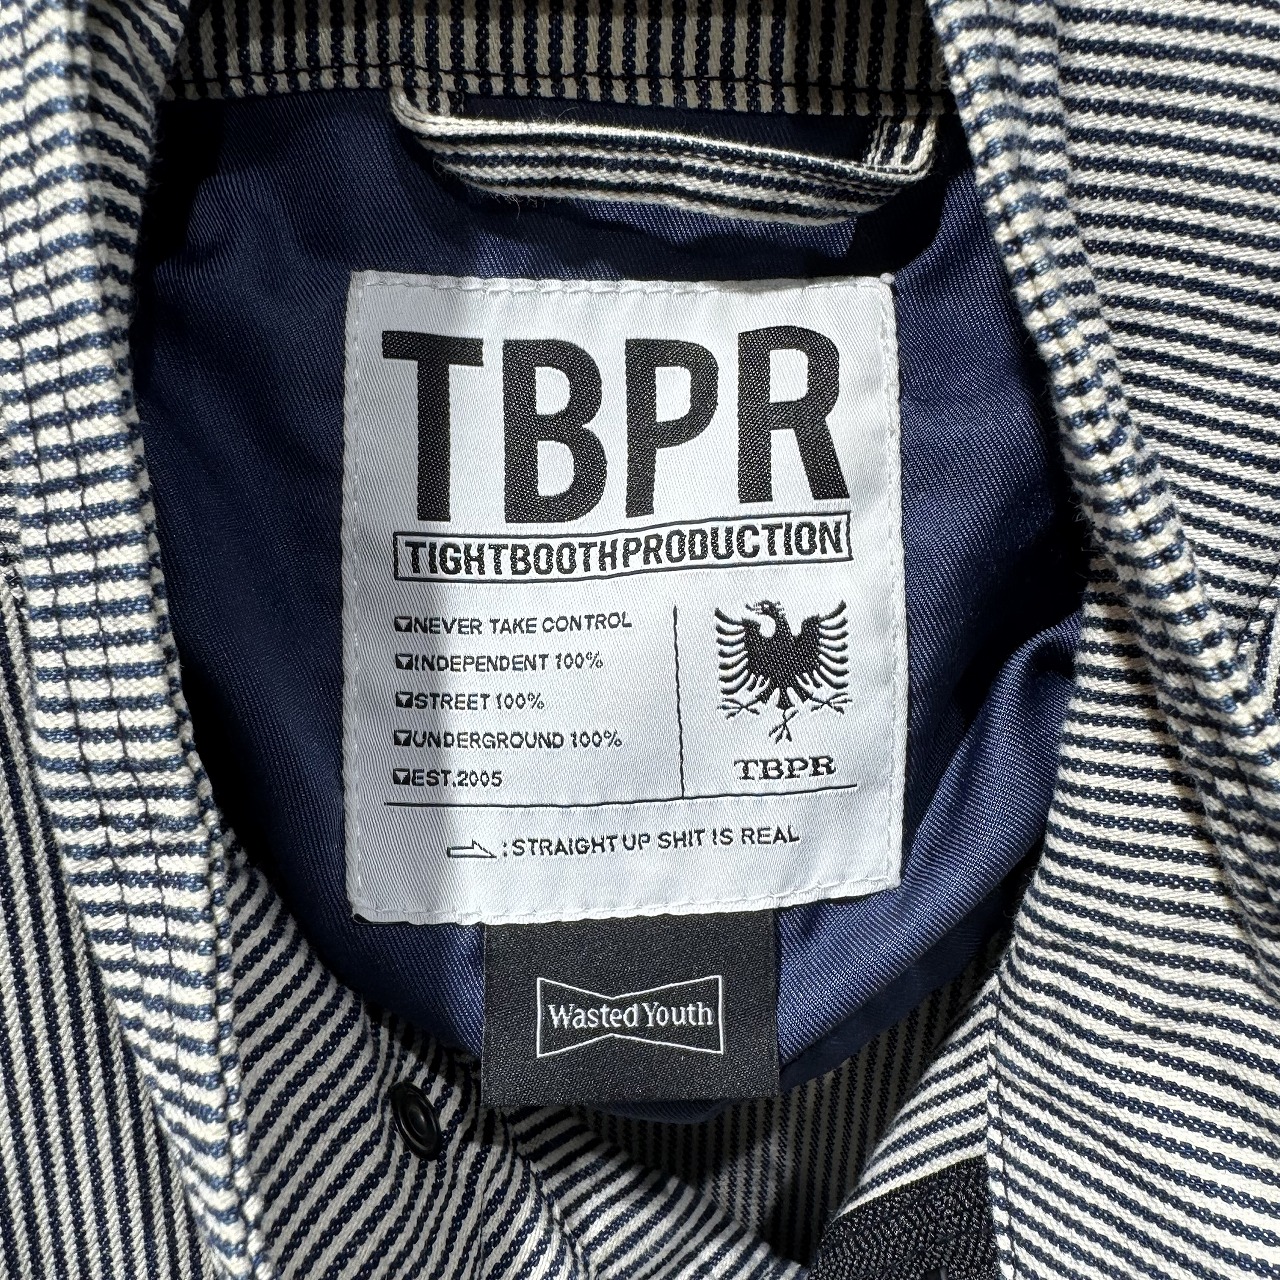 TBPR
TIGHTBOOTHPRODUCTION
NEVER TAKE CONTROL
INDEPENDENT 100%
STREET 100%
UNDERGROUND 100%
EST.2005
TBPR
:STRAIGHT UP SHIT IS REAL
Wasted Youth